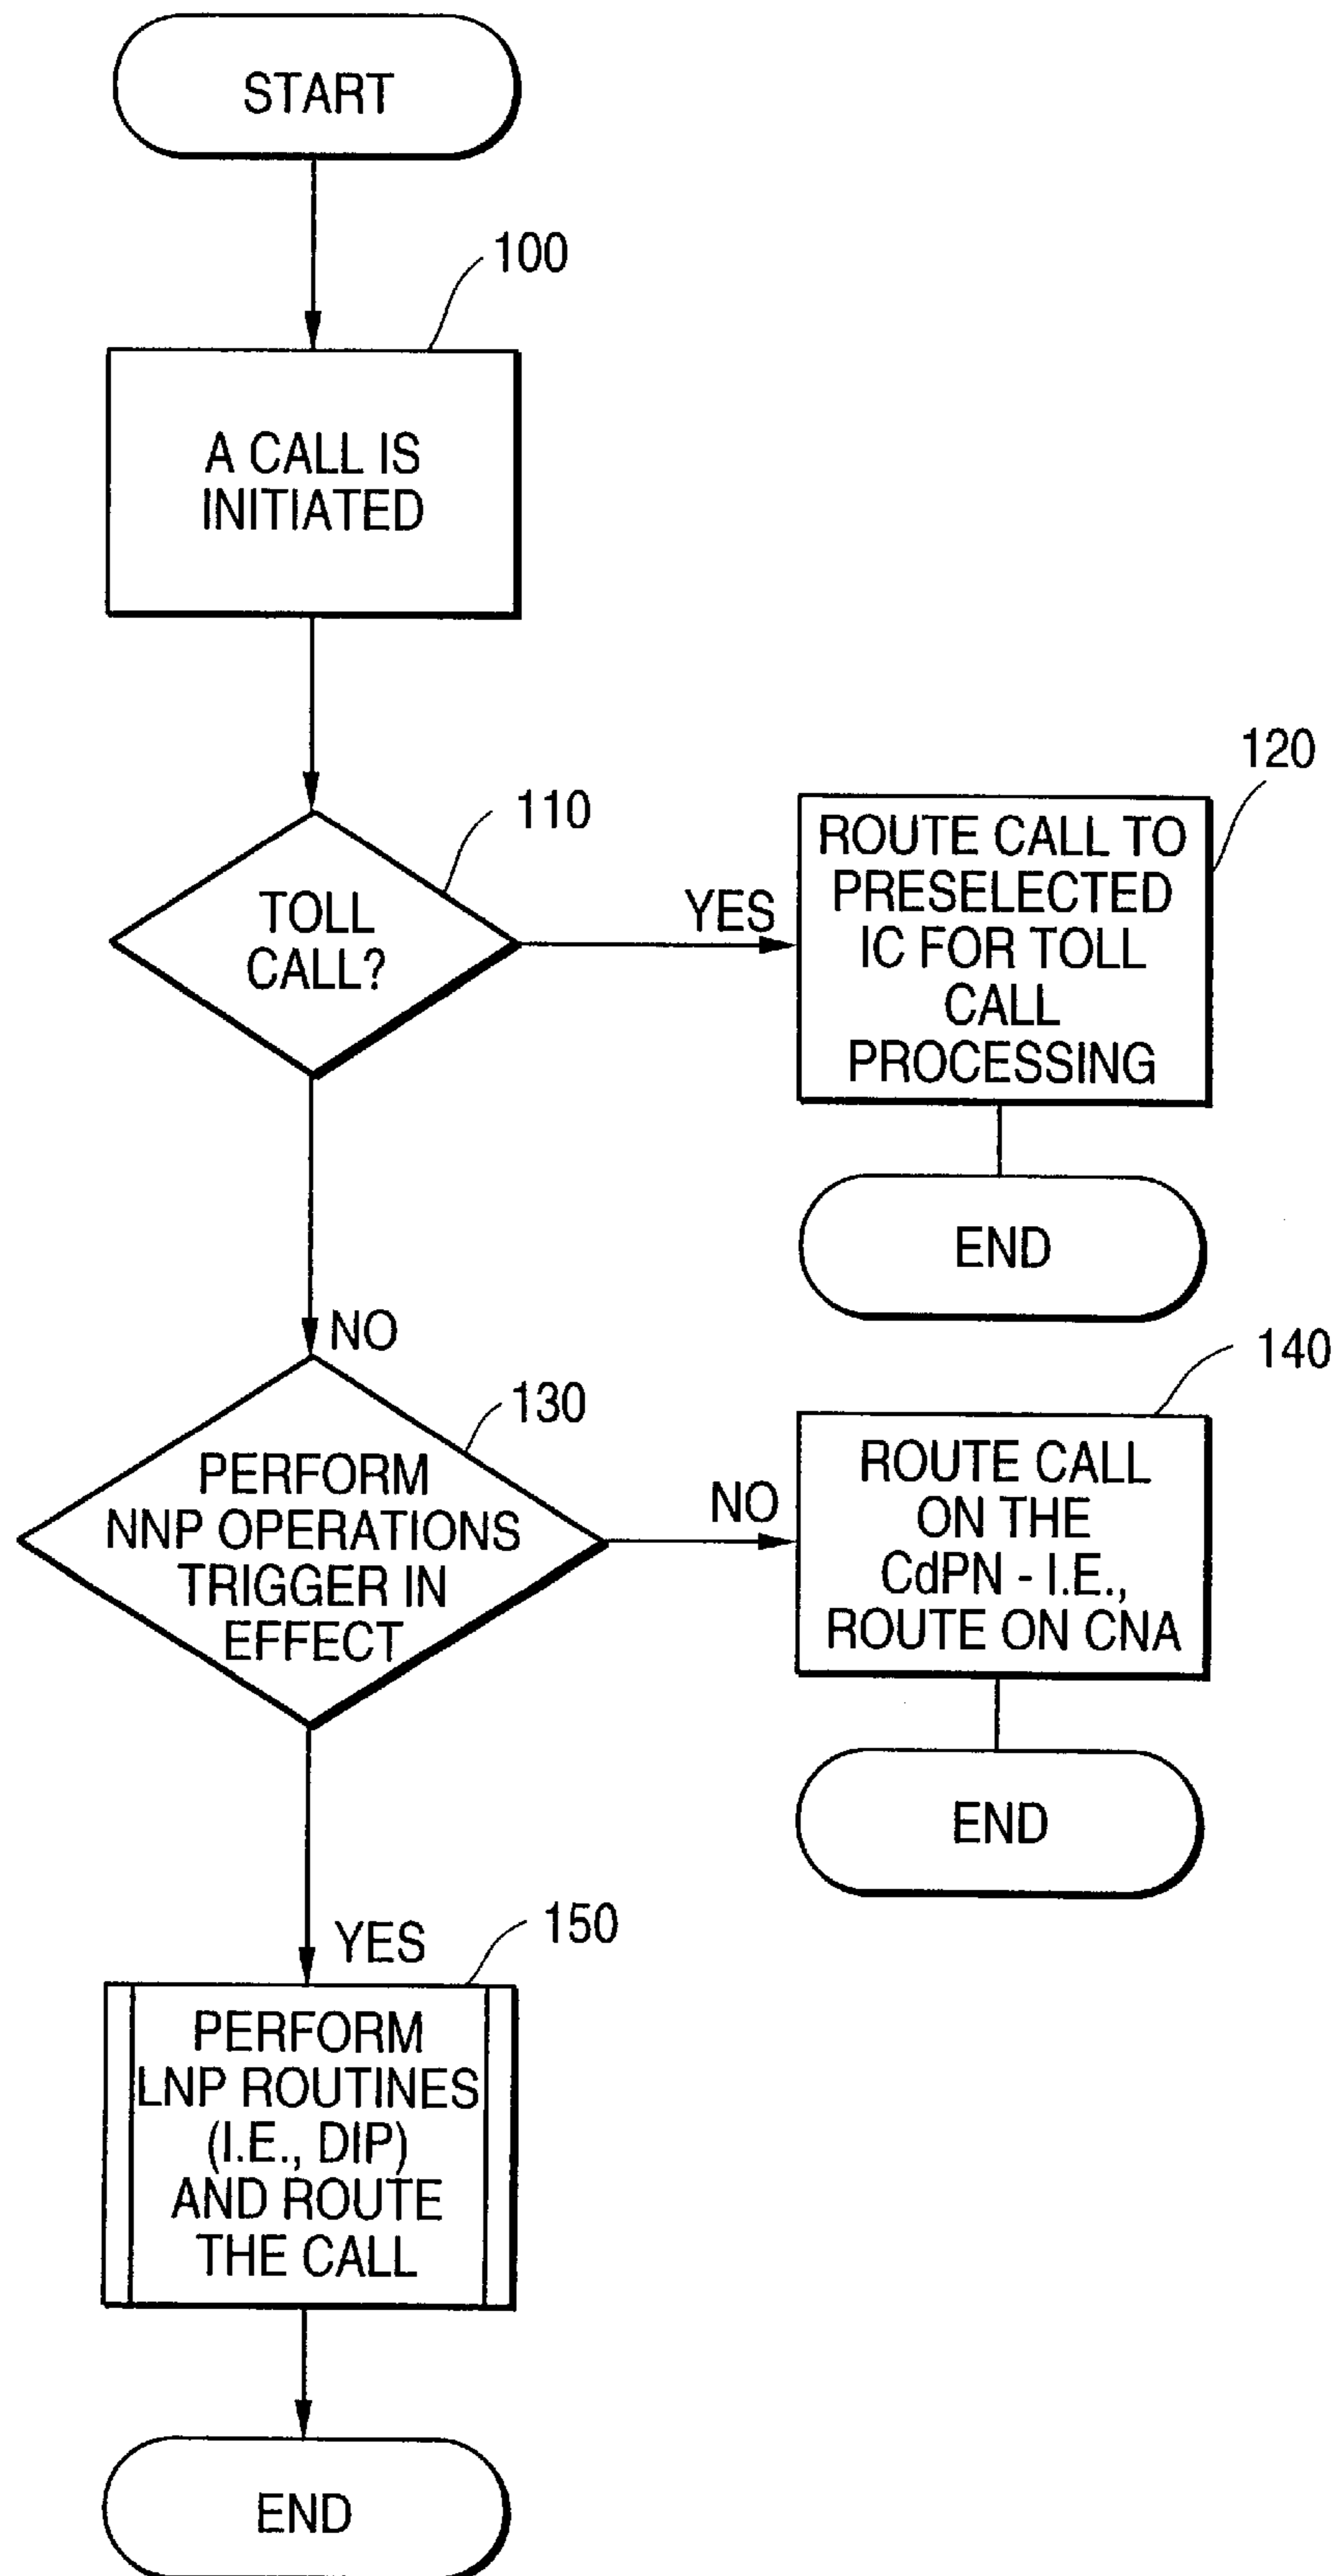 START
100
A CALL IS
INITIATED
110
TOLL
CALL?
YES
120
ROUTE CALL TO
PRESELECTED
IC FOR TOLL
CALL
PROCESSING
END
NO
130
PERFORM
NNP OPERATIONS
TRIGGER IN
EFFECT
NO
140
ROUTE CALL
ON THE
CdPN - I.E.,
ROUTE ON CNA
END
YES
150
PERFORM
LNP ROUTINES
(I.E., DIP)
AND ROUTE
THE CALL
END